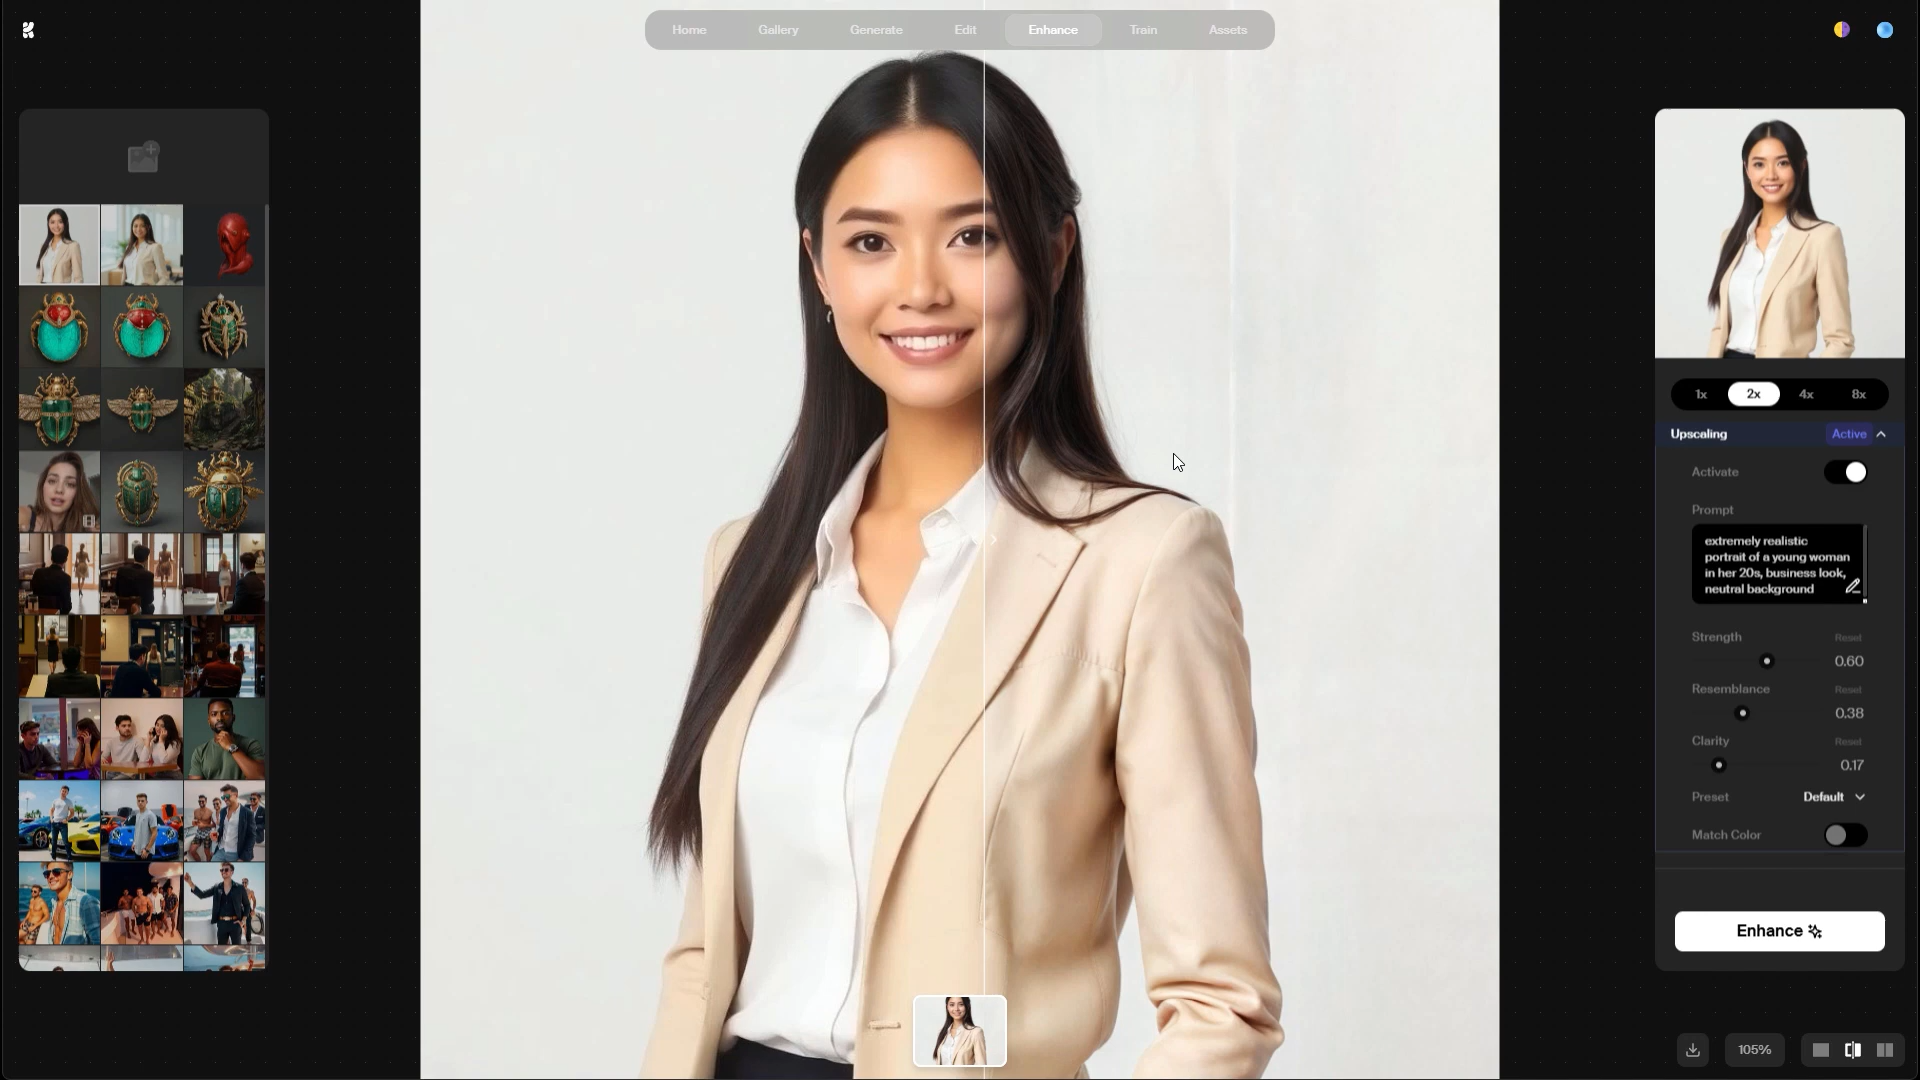 Home
Gallery
Generate
Edit
Enhance
Train
Assets
1x
2x
4x
8x
Upscaling
Active
Activate
Prompt
extremely realistic
portrait of a young woman
in her 20s, business look,
neutral background
Strength
Reset
0.60
Resemblance
Reset
0.38
Clarity
Reset
0.17
Preset
Default
Match Color
Enhance
105%